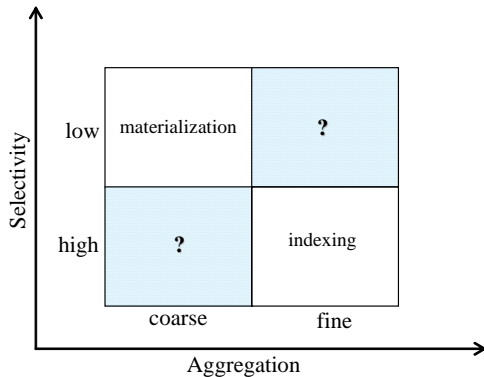 Selectivity
low
materialization
?
high
?
indexing
coarse
fine
Aggregation